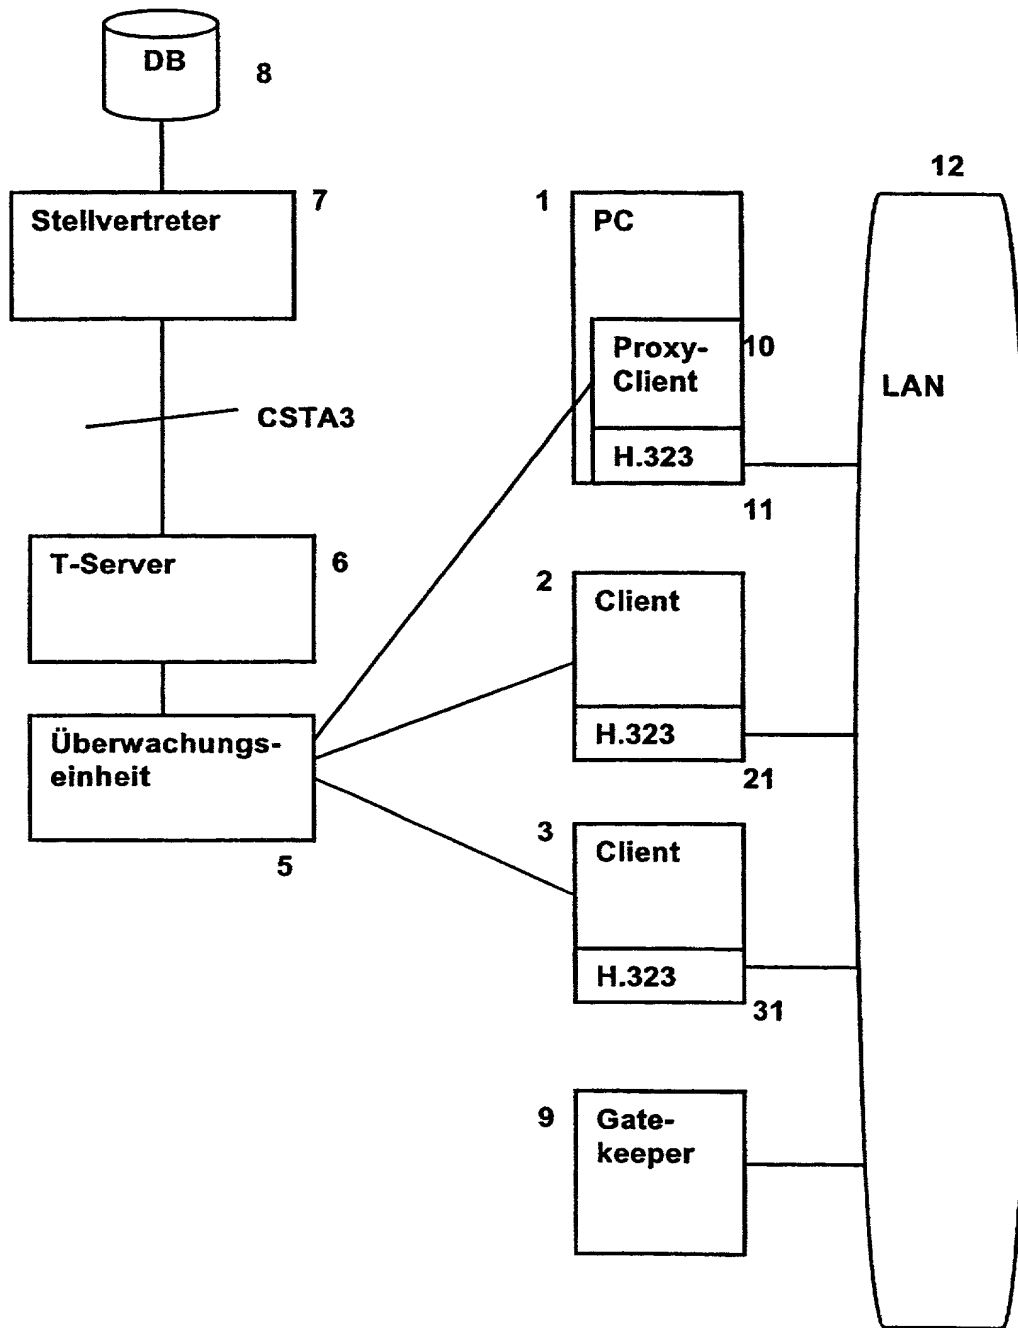 DB
8
7
Stellvertreter
CSTA3
T-Server
6
Überwachungs-
einheit
5
1
PC
Proxy-
Client
10
H.323
11
2
Client
H.323
21
3
Client
H.323
31
9
Gate-
keeper
12
LAN